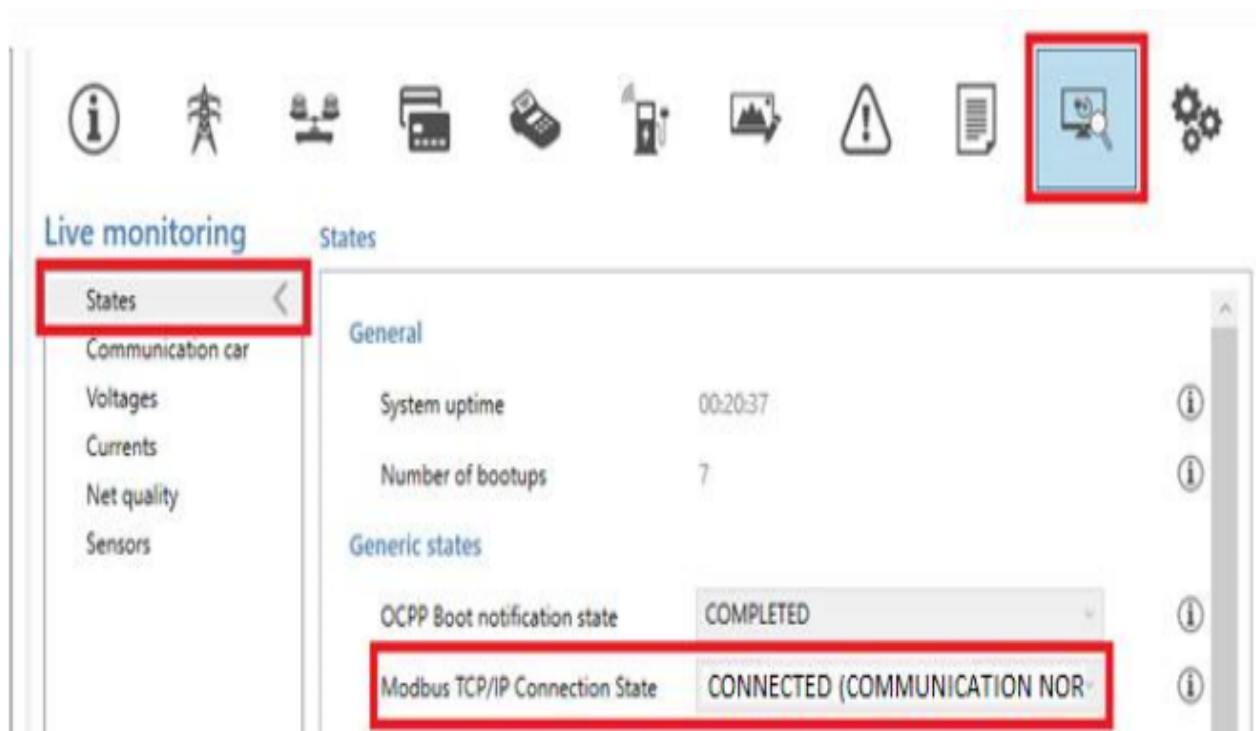 Live monitoring
States
Communication car
Voltages
Currents
Net quality
Sensors
States
General
System uptime 00:20:37
Number of bootups 7
Generic states
OCPP Boot notification state COMPLETED
Modbus TCP/IP Connection State CONNECTED (COMMUNICATION NOR